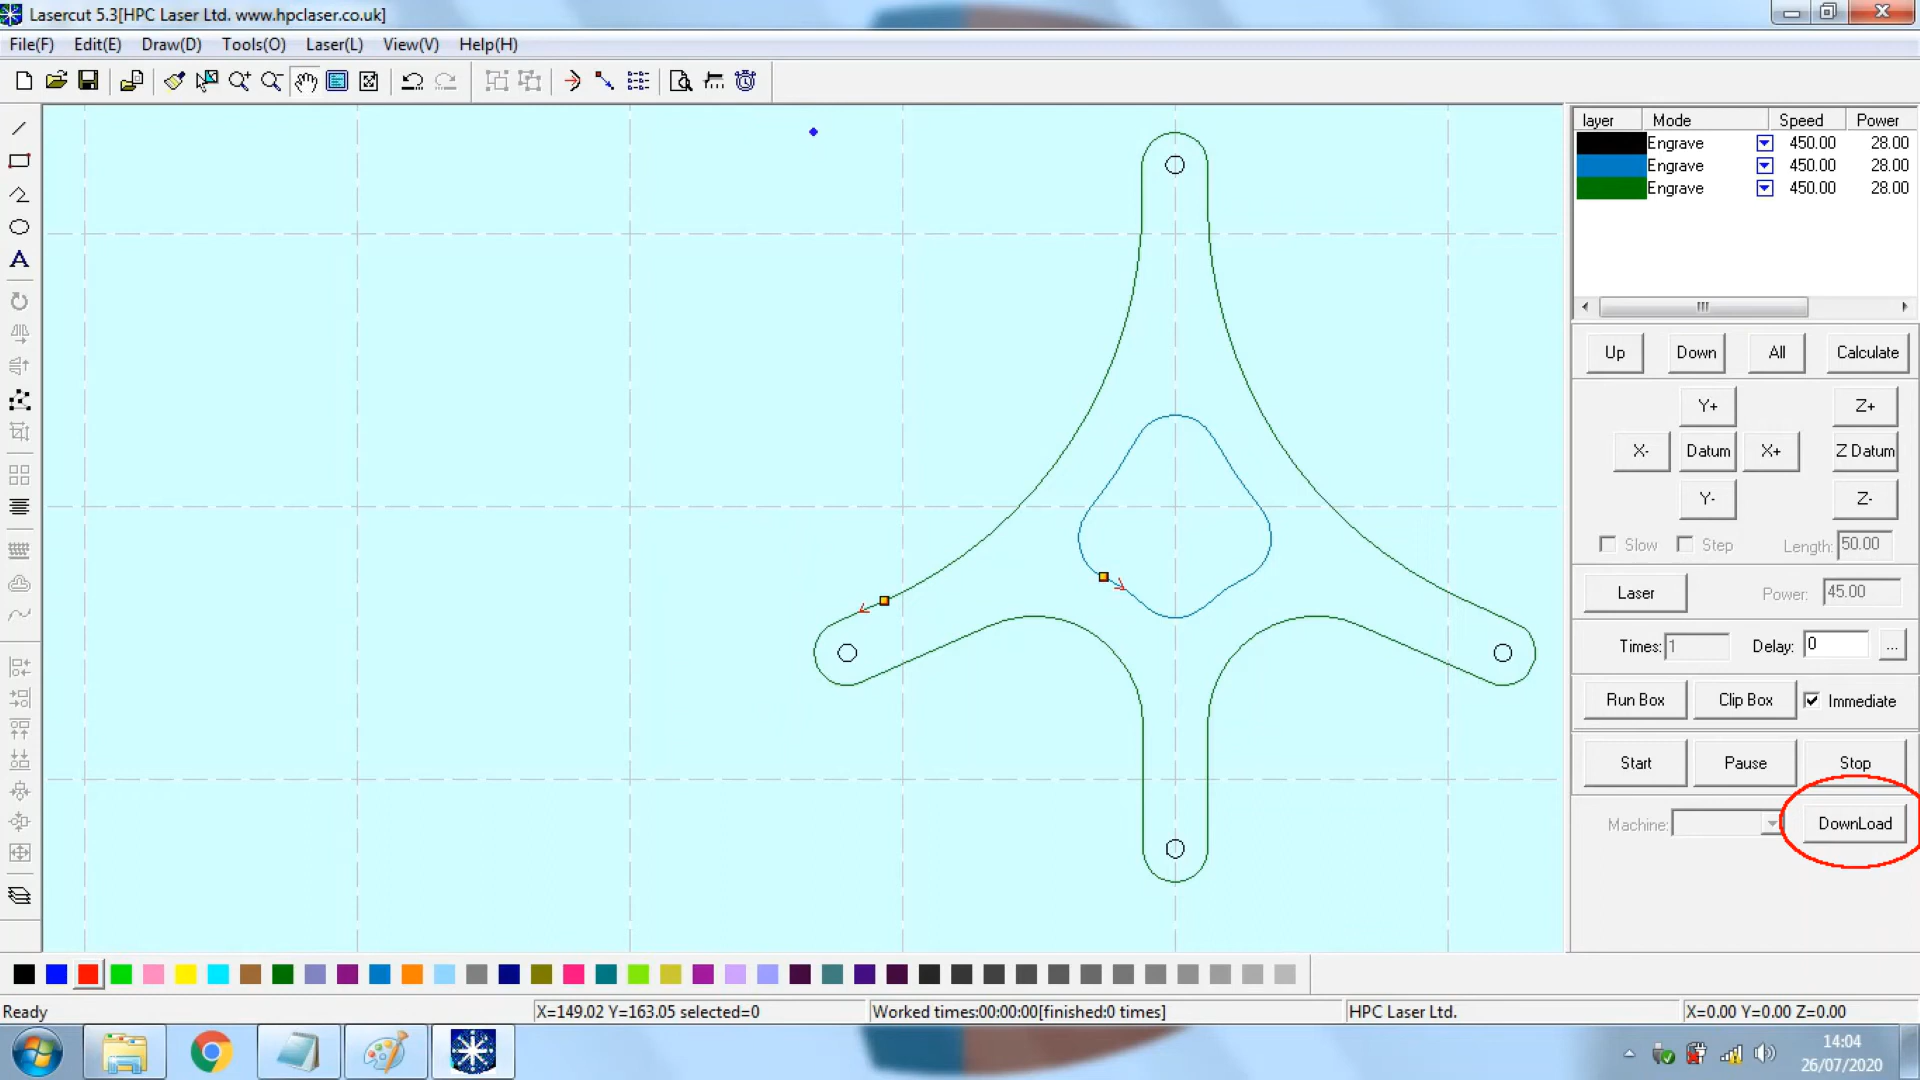 Lasercut 5.3[HPC Laser Ltd. www.hpclaser.co.uk]
File(F) Edit(E) Draw(D) Tools(O) Laser(L) View(V) Help(H)
layer Mode Speed Power
Engrave 450.00 28.00
Engrave 450.00 28.00
Engrave 450.00 28.00
Up Down All Calculate
Y+ Z+
X- Datum X+ Z Datum
Y- Z-
Slow Step Length: 50.00
Laser Power: 45.00
Times: 1 Delay: 0 ...
Run Box Clip Box Immediate
Start Pause Stop
Machine: DownLoad
Ready X=149.02 Y=163.05 selected=0 Worked times:00:00:00[finished:0 times] HPC Laser Ltd. X=0.00 Y=0.00 Z=0.00
14:04
26/07/2020